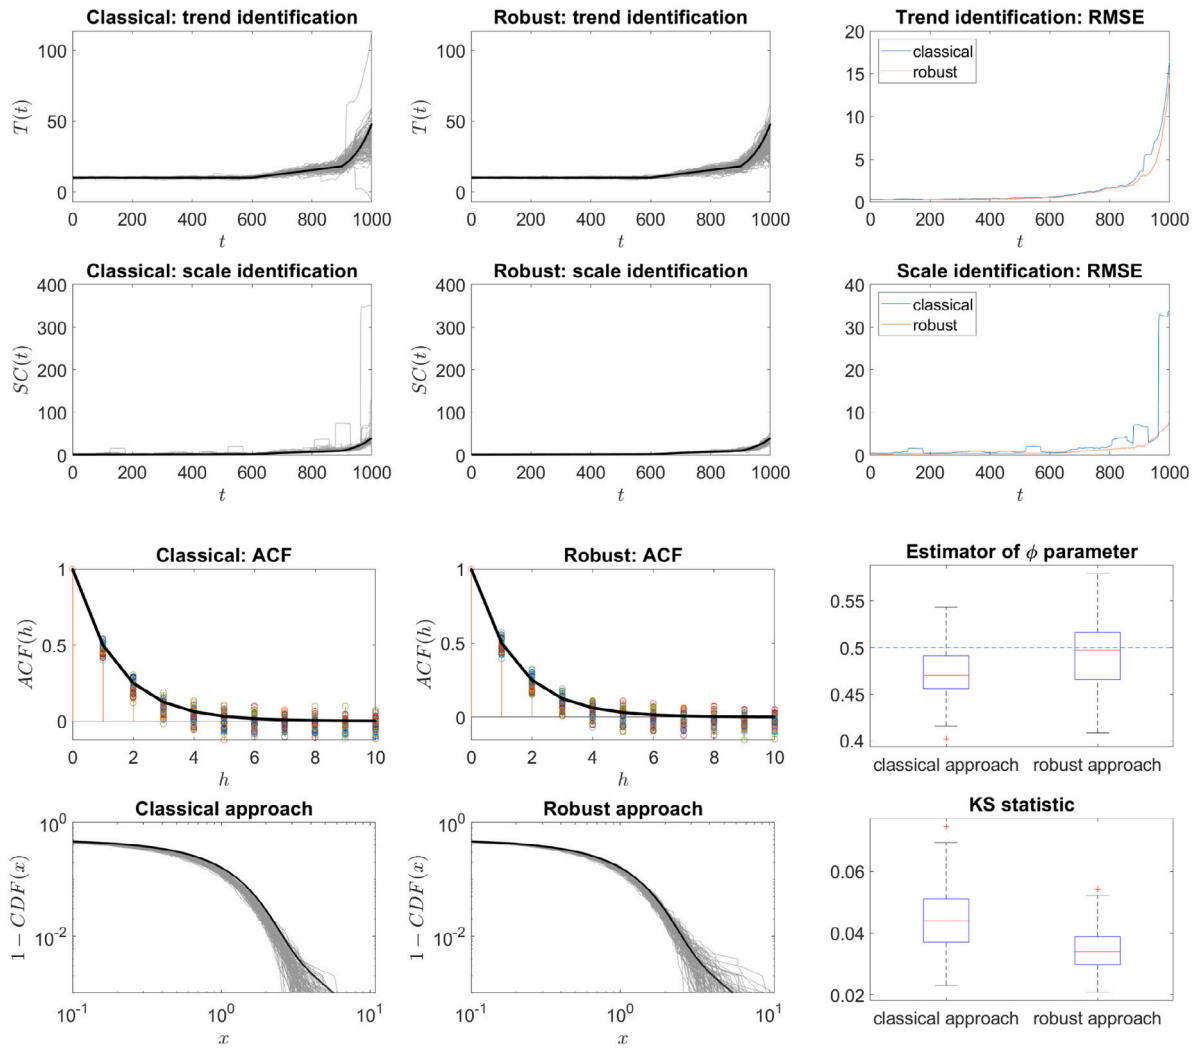 Classical: trend identification
Robust: trend identification
Trend identification: RMSE
T(t)
100
50
0
0 200 400 600 800 1000
t
T(t)
100
50
0
0 200 400 600 800 1000
t
20
15
10
5
0
classical
robust
0 200 400 600 800 1000
t
Classical: scale identification
Robust: scale identification
Scale identification: RMSE
SC(t)
400
300
200
100
0
0 200 400 600 800 1000
t
SC(t)
400
300
200
100
0
0 200 400 600 800 1000
t
40
30
20
10
0
classical
robust
0 200 400 600 800 1000
t
Classical: ACF
Robust: ACF
Estimator of ϕ parameter
ACF(h)
1
0.5
0
0 2 4 6 8 10
h
ACF(h)
1
0.5
0
0 2 4 6 8 10
h
0.55
0.5
0.45
0.4
classical approach robust approach
Classical approach
Robust approach
KS statistic
1 − CDF(x)
10^0
10^-2
10^-1 10^0 10^1
x
1 − CDF(x)
10^0
10^-2
10^-1 10^0 10^1
x
0.06
0.04
0.02
classical approach robust approach